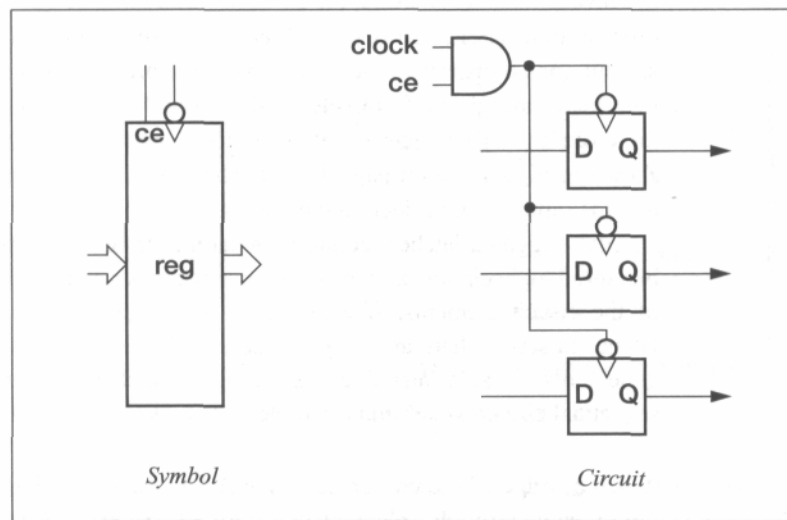 clock
ce
ce
reg
D Q
D Q
D Q
Symbol
Circuit